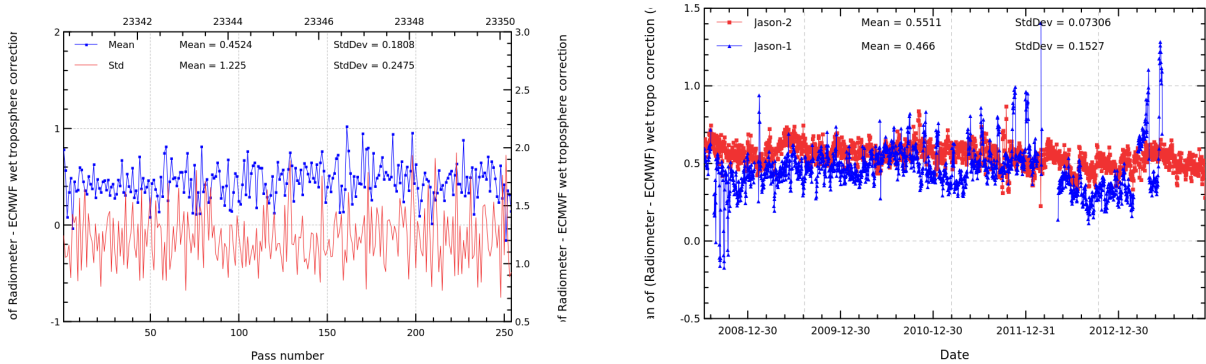 23342 23344 23346 23348 23350
2
1
0
-1
3.0
2.5
2.0
1.5
1.0
0.5
Mean Mean = 0.4524 StdDev = 0.1808
Std Mean = 1.225 StdDev = 0.2475
of Radiometer - ECMWF wet troposphere correction
of Radiometer - ECMWF wet troposphere correction
50 100 150 200 250
Pass number
1.5
1.0
0.5
0.0
-0.5
Jason-2 Mean = 0.5511 StdDev = 0.07306
Jason-1 Mean = 0.466 StdDev = 0.1527
of (Radiometer - ECMWF) wet tropo correction (
2008-12-30 2009-12-30 2010-12-30 2011-12-31 2012-12-30
Date